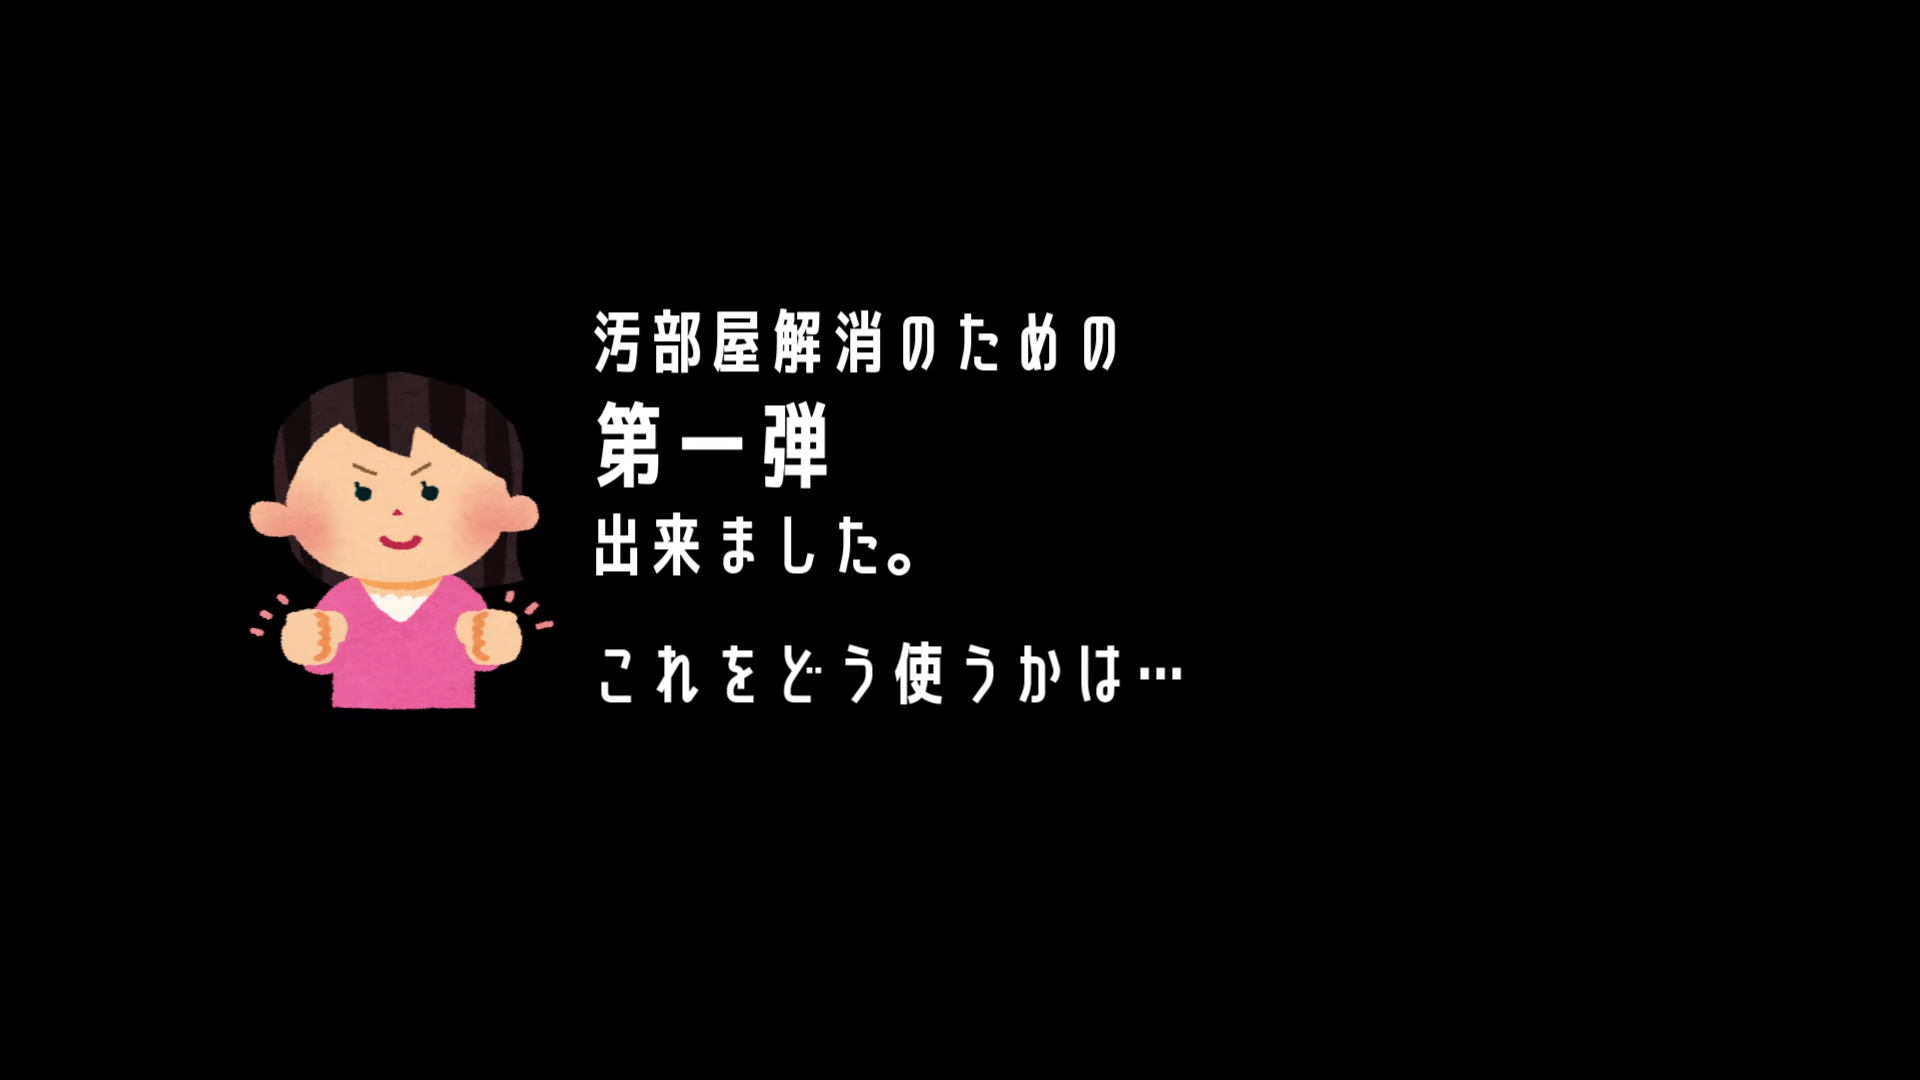 汚部屋解消のための
第一弾
出来ました。
これをどう使うかは…